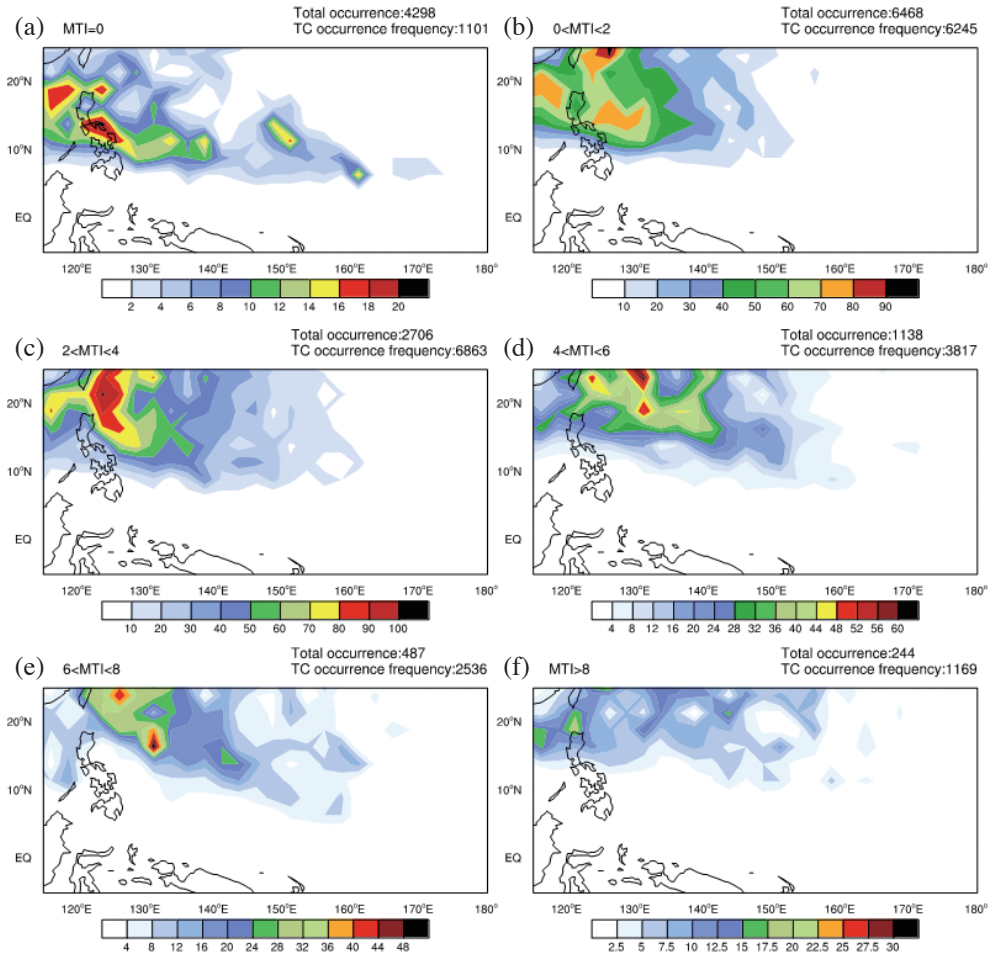 (a) MTI=0 Total occurrence:4298
TC occurrence frequency:1101
20°N
10°N
EQ
120°E 130°E 140°E 150°E 160°E 170°E 180°
2 4 6 8 10 12 14 16 18 20
(b) 0<MTI<2 Total occurrence:6468
TC occurrence frequency:6245
20°N
10°N
EQ
120°E 130°E 140°E 150°E 160°E 170°E 180°
10 20 30 40 50 60 70 80 90
(c) 2<MTI<4 Total occurrence:2706
TC occurrence frequency:6863
20°N
10°N
EQ
120°E 130°E 140°E 150°E 160°E 170°E 180°
10 20 30 40 50 60 70 80 90 100
(d) 4<MTI<6 Total occurrence:1138
TC occurrence frequency:3817
20°N
10°N
EQ
120°E 130°E 140°E 150°E 160°E 170°E 180°
4 8 12 16 20 24 28 32 36 40 44 48 52 56 60
(e) 6<MTI<8 Total occurrence:487
TC occurrence frequency:2536
20°N
10°N
EQ
120°E 130°E 140°E 150°E 160°E 170°E 180°
4 8 12 16 20 24 28 32 36 40 44 48
(f) MTI>8 Total occurrence:244
TC occurrence frequency:1169
20°N
10°N
EQ
120°E 130°E 140°E 150°E 160°E 170°E 180°
2.5 5 7.5 10 12.5 15 17.5 20 22.5 25 27.5 30